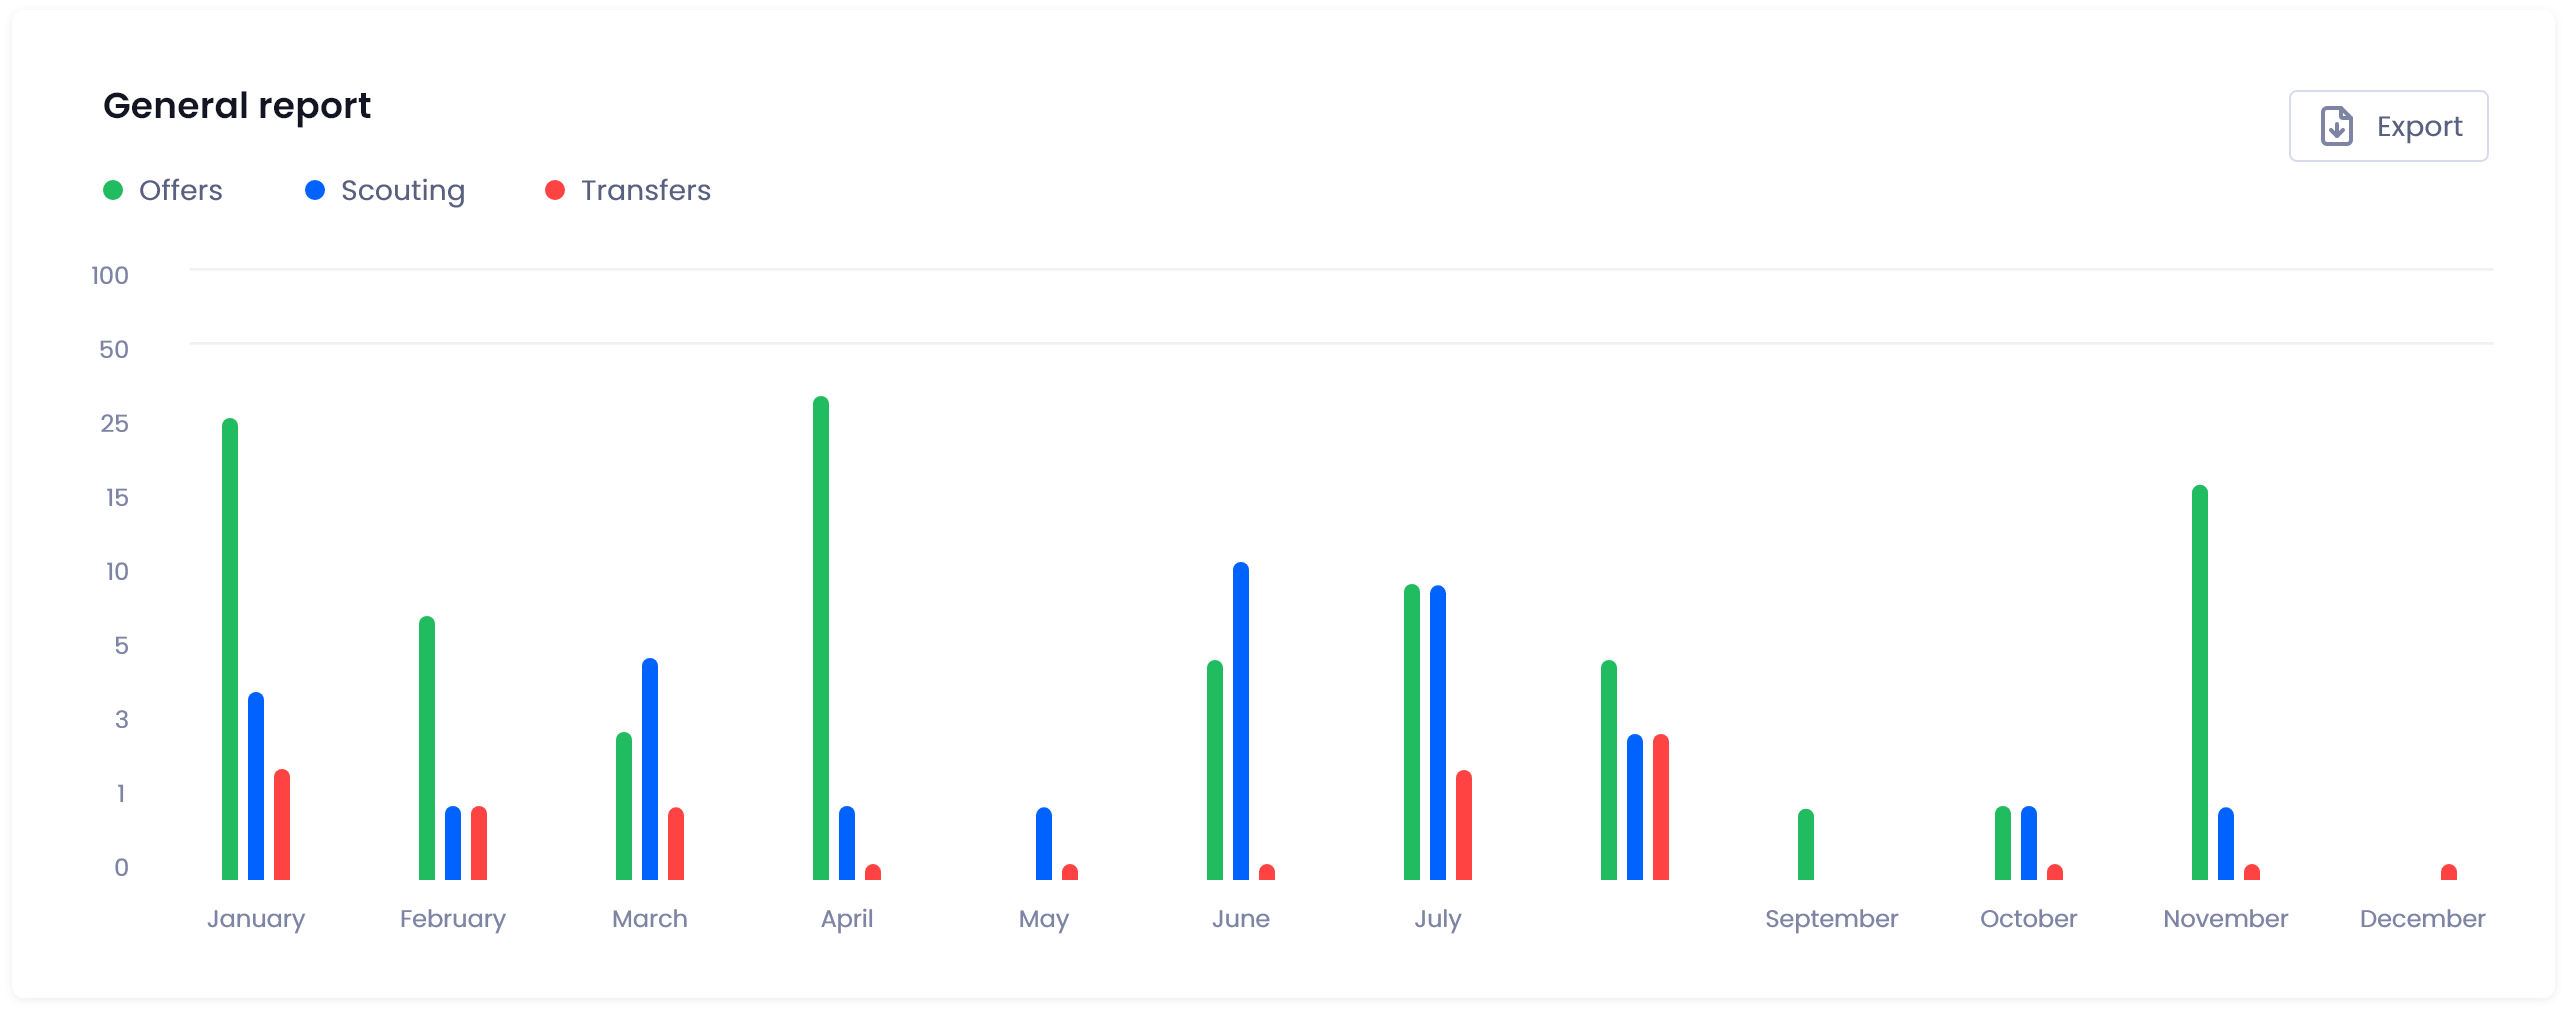 General report
Export
Offers
Scouting
Transfers
100
50
25
15
10
5
3
1
0
January
February
March
April
May
June
July
September
October
November
December